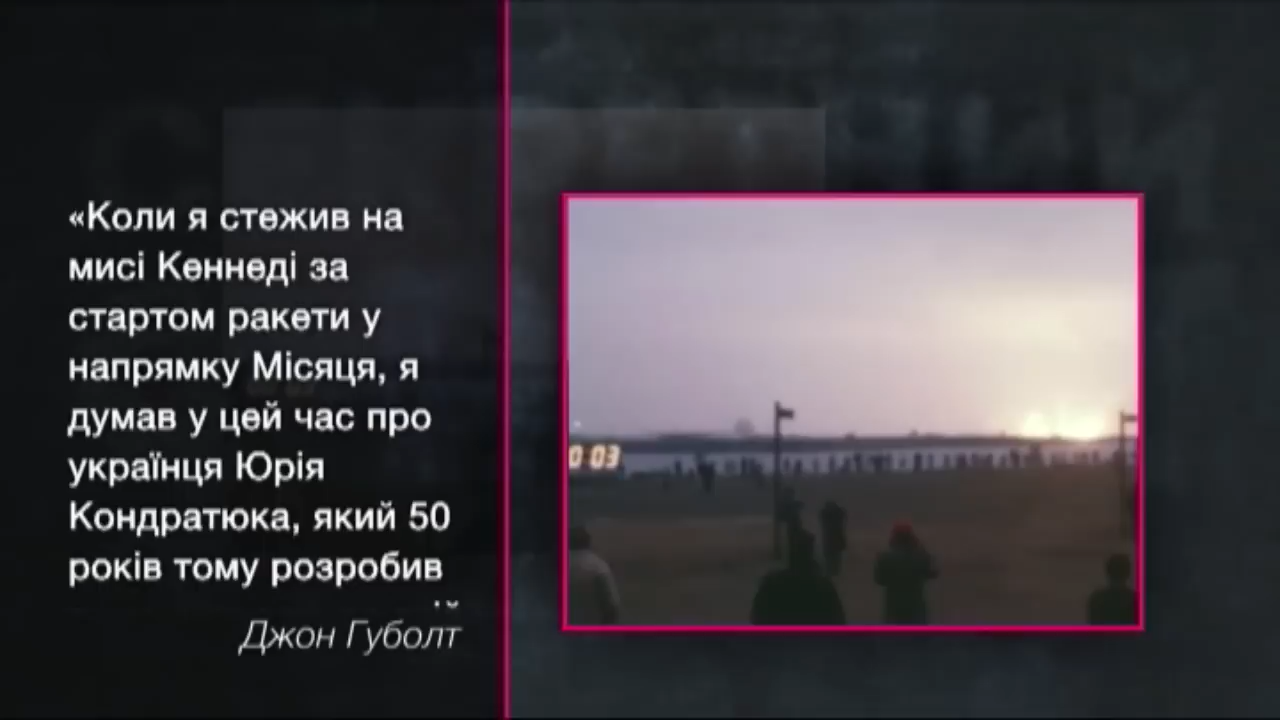 «Коли я стежив на
мисі Кеннеді за
стартом ракети у
напрямку Місяця, я
думав у цей час про
українця Юрія
Кондратюка, який 50
років тому розробив
Джон Губолт
0 03